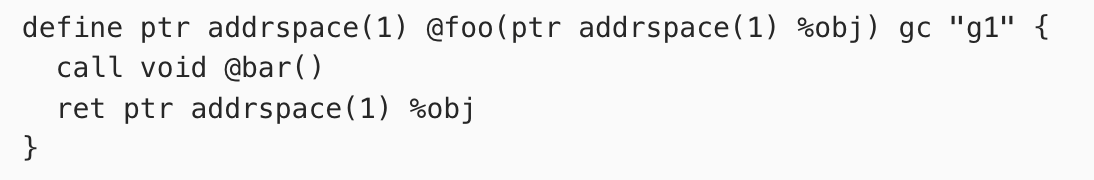 define ptr addrspace(1) @foo(ptr addrspace(1) %obj) gc "g1" {
  call void @bar()
  ret ptr addrspace(1) %obj
}